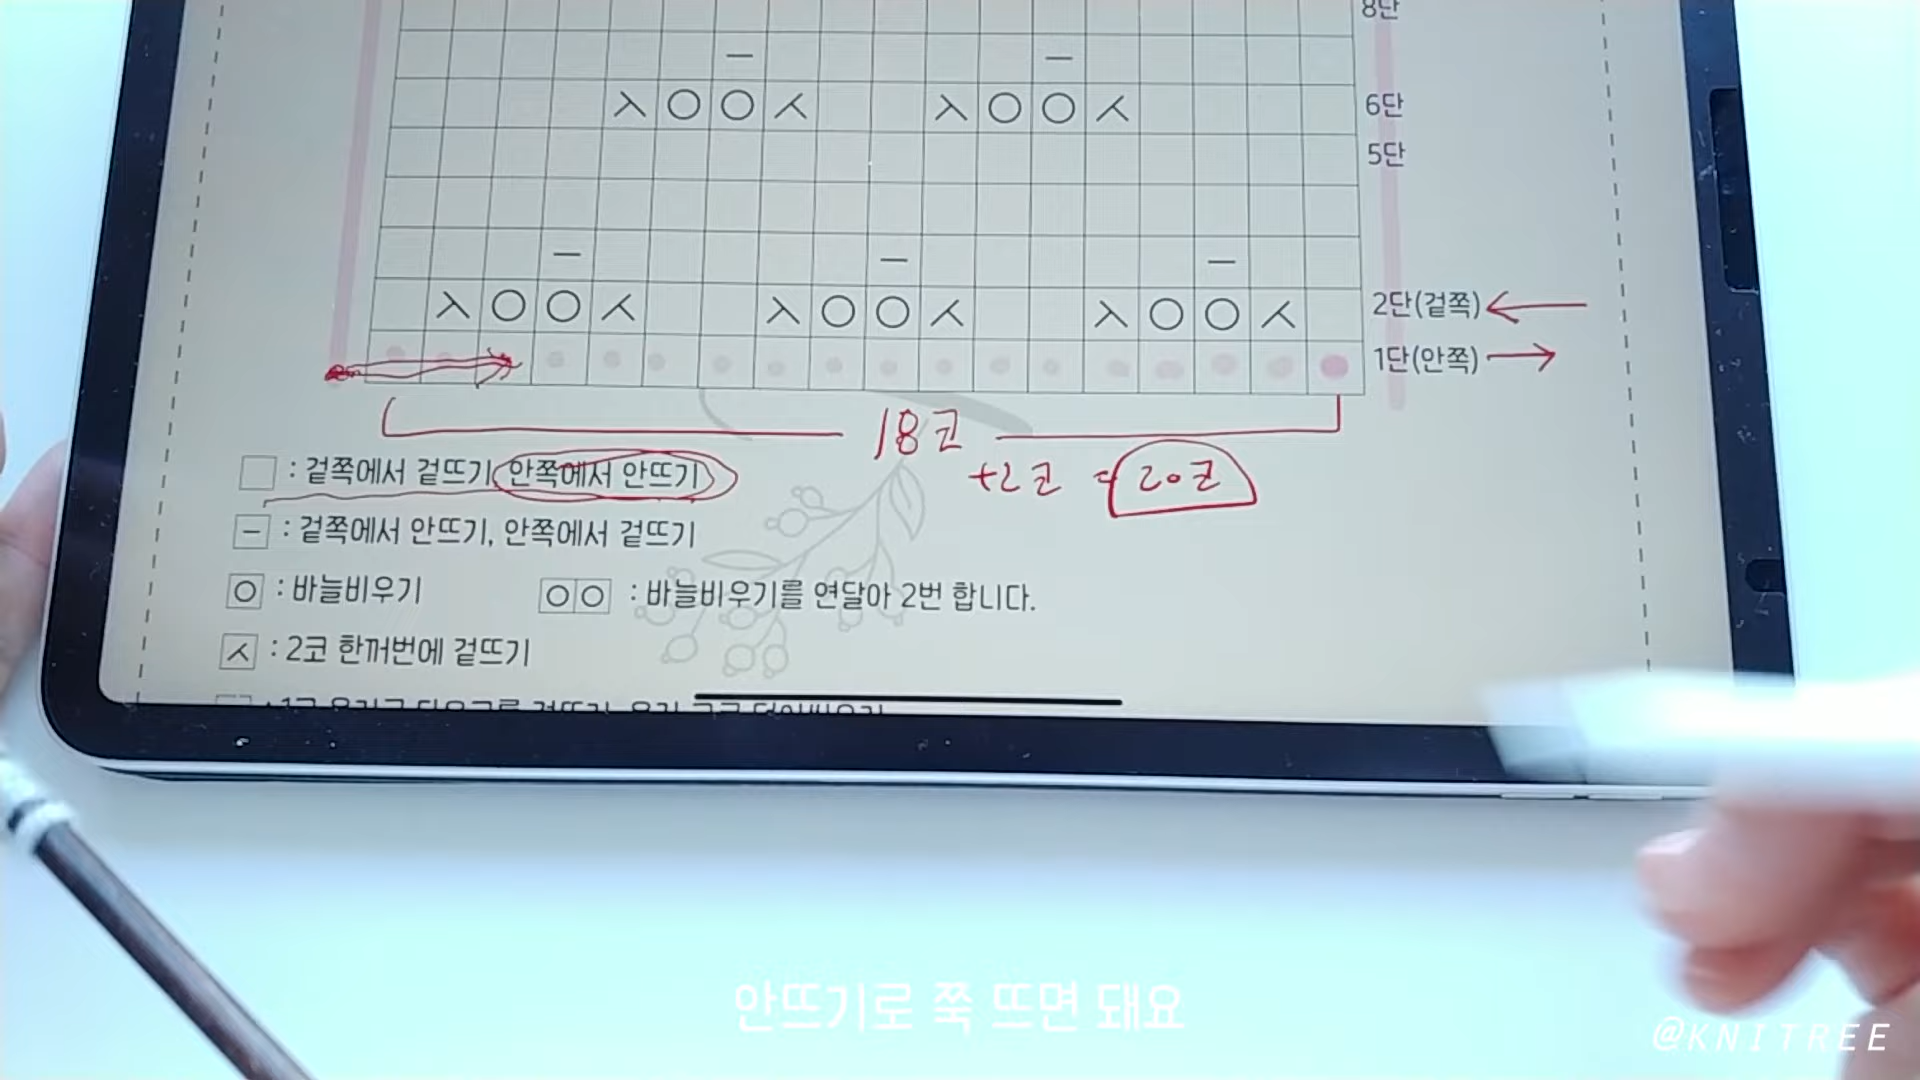 8단
6단
5단
2단(겉쪽)
1단(안쪽)
18코
+2코 = 20코
: 겉쪽에서 겉뜨기, 안쪽에서 안뜨기
: 겉쪽에서 안뜨기, 안쪽에서 겉뜨기
: 바늘비우기
: 바늘비우기를 연달아 2번 합니다.
: 2코 한꺼번에 겉뜨기
안뜨기로 쭉 뜨면 돼요
@KNITREE